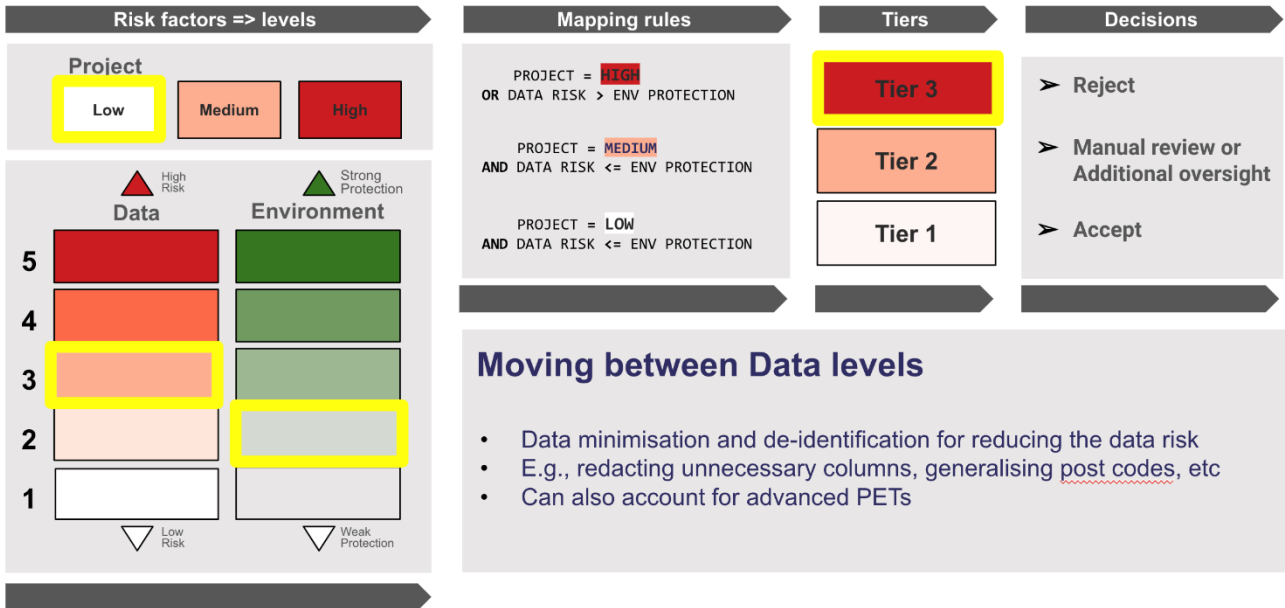 Risk factors => levels
Project
Low
Medium
High
High
Risk
Strong
Protection
Data
Environment
5
4
3
2
1
Low
Risk
Weak
Protection
Mapping rules
PROJECT = HIGH
OR DATA RISK > ENV PROTECTION
PROJECT = MEDIUM
AND DATA RISK <= ENV PROTECTION
PROJECT = LOW
AND DATA RISK <= ENV PROTECTION
Tiers
Tier 3
Tier 2
Tier 1
Decisions
➢ Reject
➢ Manual review or
Additional oversight
➢ Accept
Moving between Data levels
• Data minimisation and de-identification for reducing the data risk
• E.g., redacting unnecessary columns, generalising post codes, etc
• Can also account for advanced PETs